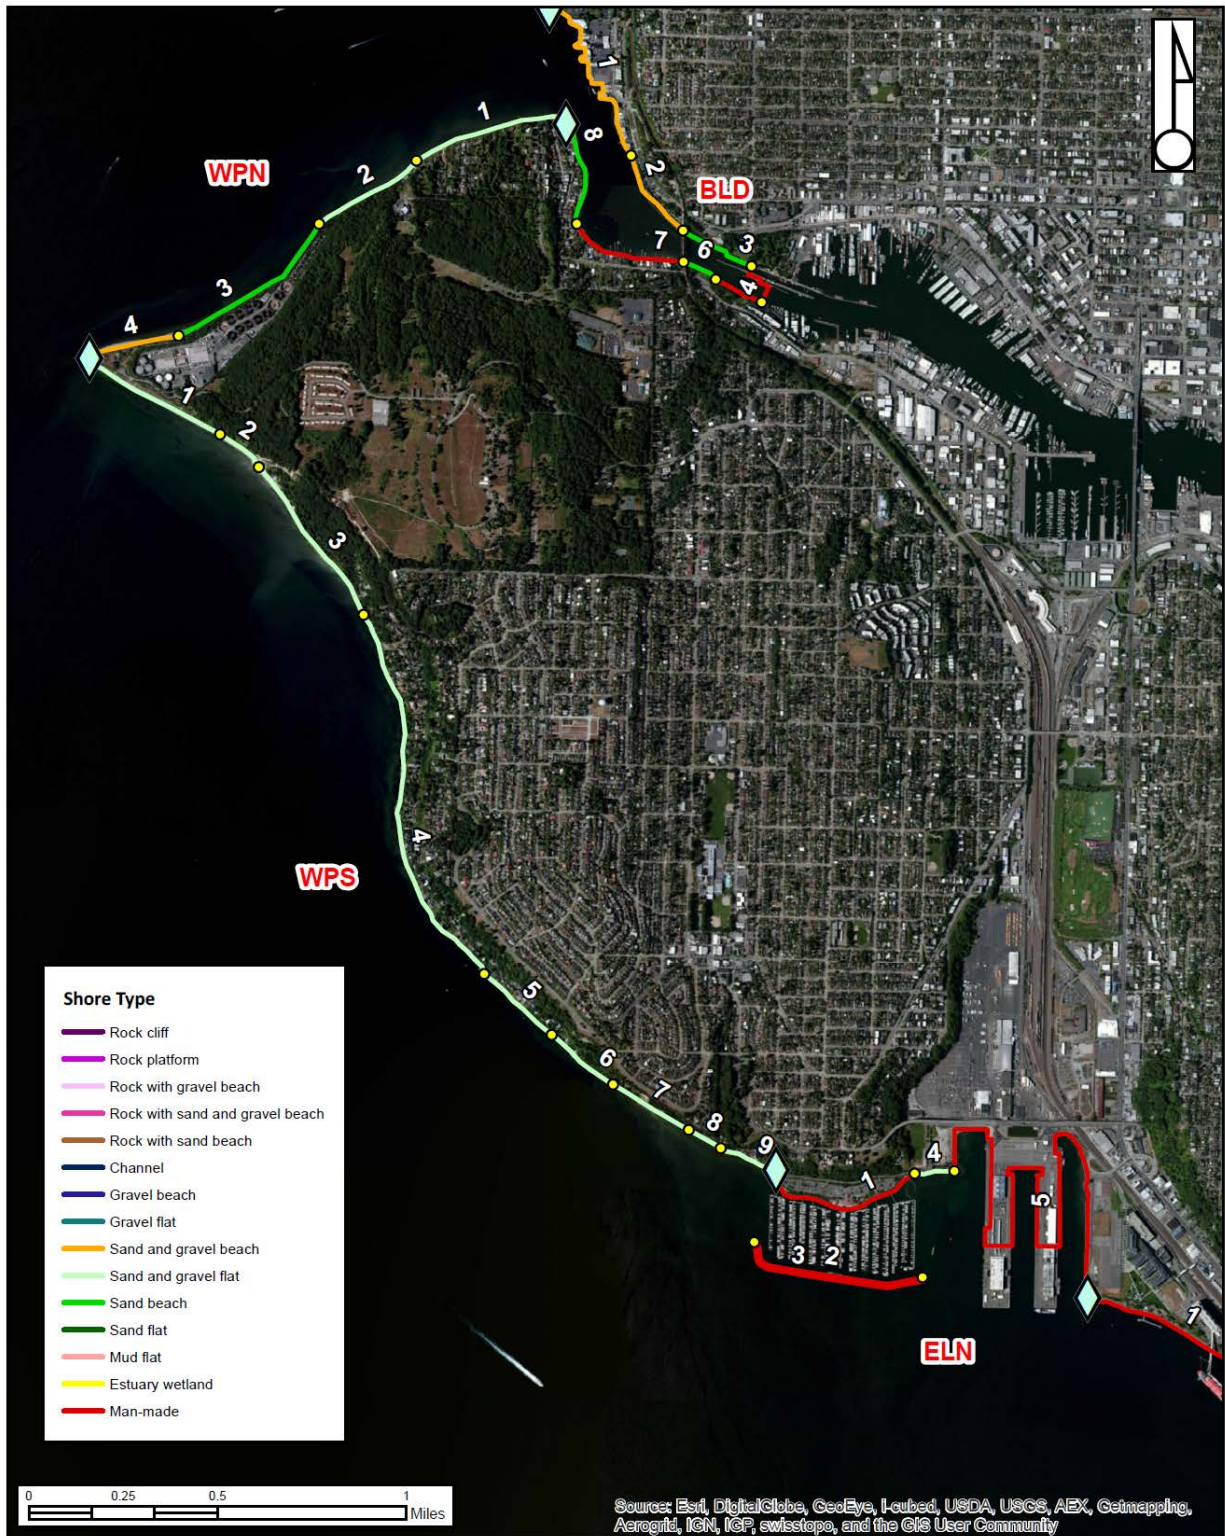 1
8
1
2
WPN
2
BLD
7
6
3
4
3
4
1
2
3
4
WPS
5
6
7
8
9
4
1
5
3
2
ELN
1
Shore Type
Rock cliff
Rock platform
Rock with gravel beach
Rock with sand and gravel beach
Rock with sand beach
Channel
Gravel beach
Gravel flat
Sand and gravel beach
Sand and gravel flat
Sand beach
Sand flat
Mud flat
Estuary wetland
Man-made
0 0.25 0.5 1
Miles
Source: Esri, DigitalGlobe, GeoEye, i-cubed, USDA, USGS, AEX, Getmapping,
Aerogrid, IGN, IGP, swisstopo, and the GIS User Community